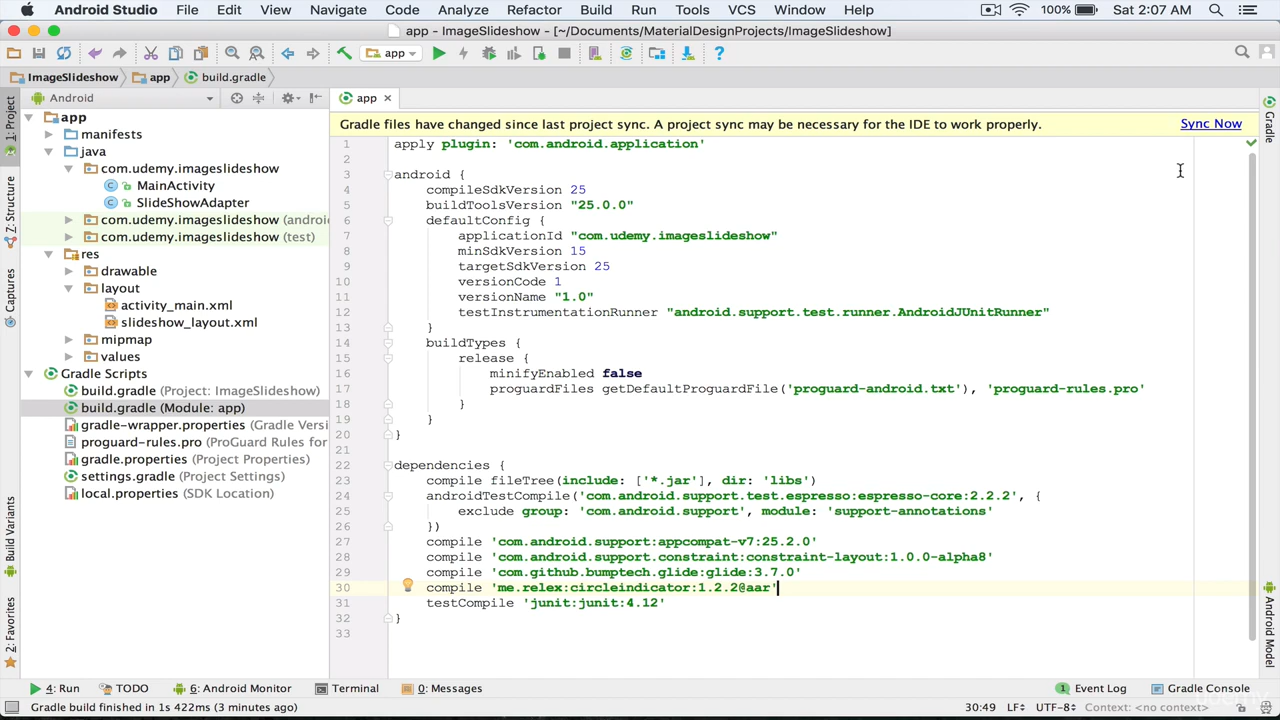 Android Studio File Edit View Navigate Code Analyze Refactor Build Run Tools VCS Window Help 100% Sat 2:07 AM
app - ImageSlideshow - [~/Documents/MaterialDesignProjects/ImageSlideshow]
app
ImageSlideshow app build.gradle
1: Project
Z: Structure
Captures
Build Variants
2: Favorites
Android
app
manifests
java
com.udemy.imageslideshow
MainActivity
SlideShowAdapter
com.udemy.imageslideshow (androi
com.udemy.imageslideshow (test)
res
drawable
layout
activity_main.xml
slideshow_layout.xml
mipmap
values
Gradle Scripts
build.gradle (Project: ImageSlideshow)
build.gradle (Module: app)
gradle-wrapper.properties (Gradle Versi
proguard-rules.pro (ProGuard Rules for
gradle.properties (Project Properties)
settings.gradle (Project Settings)
local.properties (SDK Location)
app
Gradle files have changed since last project sync. A project sync may be necessary for the IDE to work properly. Sync Now
1 apply plugin: 'com.android.application'
2
3 android {
4 compileSdkVersion 25
5 buildToolsVersion "25.0.0"
6 defaultConfig {
7 applicationId "com.udemy.imageslideshow"
8 minSdkVersion 15
9 targetSdkVersion 25
10 versionCode 1
11 versionName "1.0"
12 testInstrumentationRunner "android.support.test.runner.AndroidJUnitRunner"
13 }
14 buildTypes {
15 release {
16 minifyEnabled false
17 proguardFiles getDefaultProguardFile('proguard-android.txt'), 'proguard-rules.pro'
18 }
19 }
20 }
21
22 dependencies {
23 compile fileTree(include: ['*.jar'], dir: 'libs')
24 androidTestCompile('com.android.support.test.espresso:espresso-core:2.2.2', {
25 exclude group: 'com.android.support', module: 'support-annotations'
26 })
27 compile 'com.android.support:appcompat-v7:25.2.0'
28 compile 'com.android.support.constraint:constraint-layout:1.0.0-alpha8'
29 compile 'com.github.bumptech.glide:glide:3.7.0'
30 compile 'me.relex:circleindicator:1.2.2@aar'
31 testCompile 'junit:junit:4.12'
32 }
33
Gradle
Android Model
4: Run TODO 6: Android Monitor Terminal 0: Messages 1 Event Log Gradle Console
Gradle build finished in 1s 422ms (3 minutes ago) 30:49 LF UTF-8 Context: <no context>
udemy